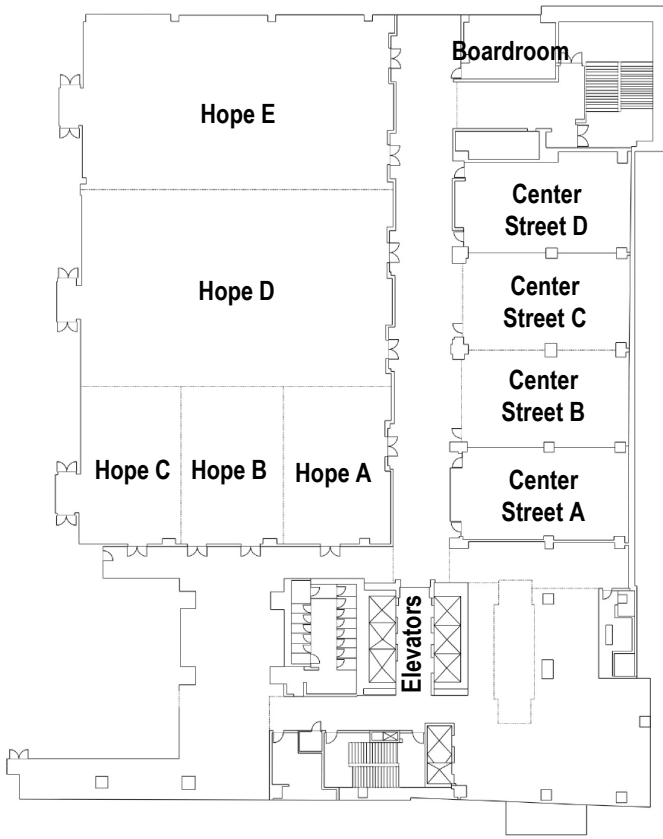 Boardroom
Hope E
Center
Street D
Hope D
Center
Street C
Center
Street B
Hope C
Hope B
Hope A
Center
Street A
Elevators